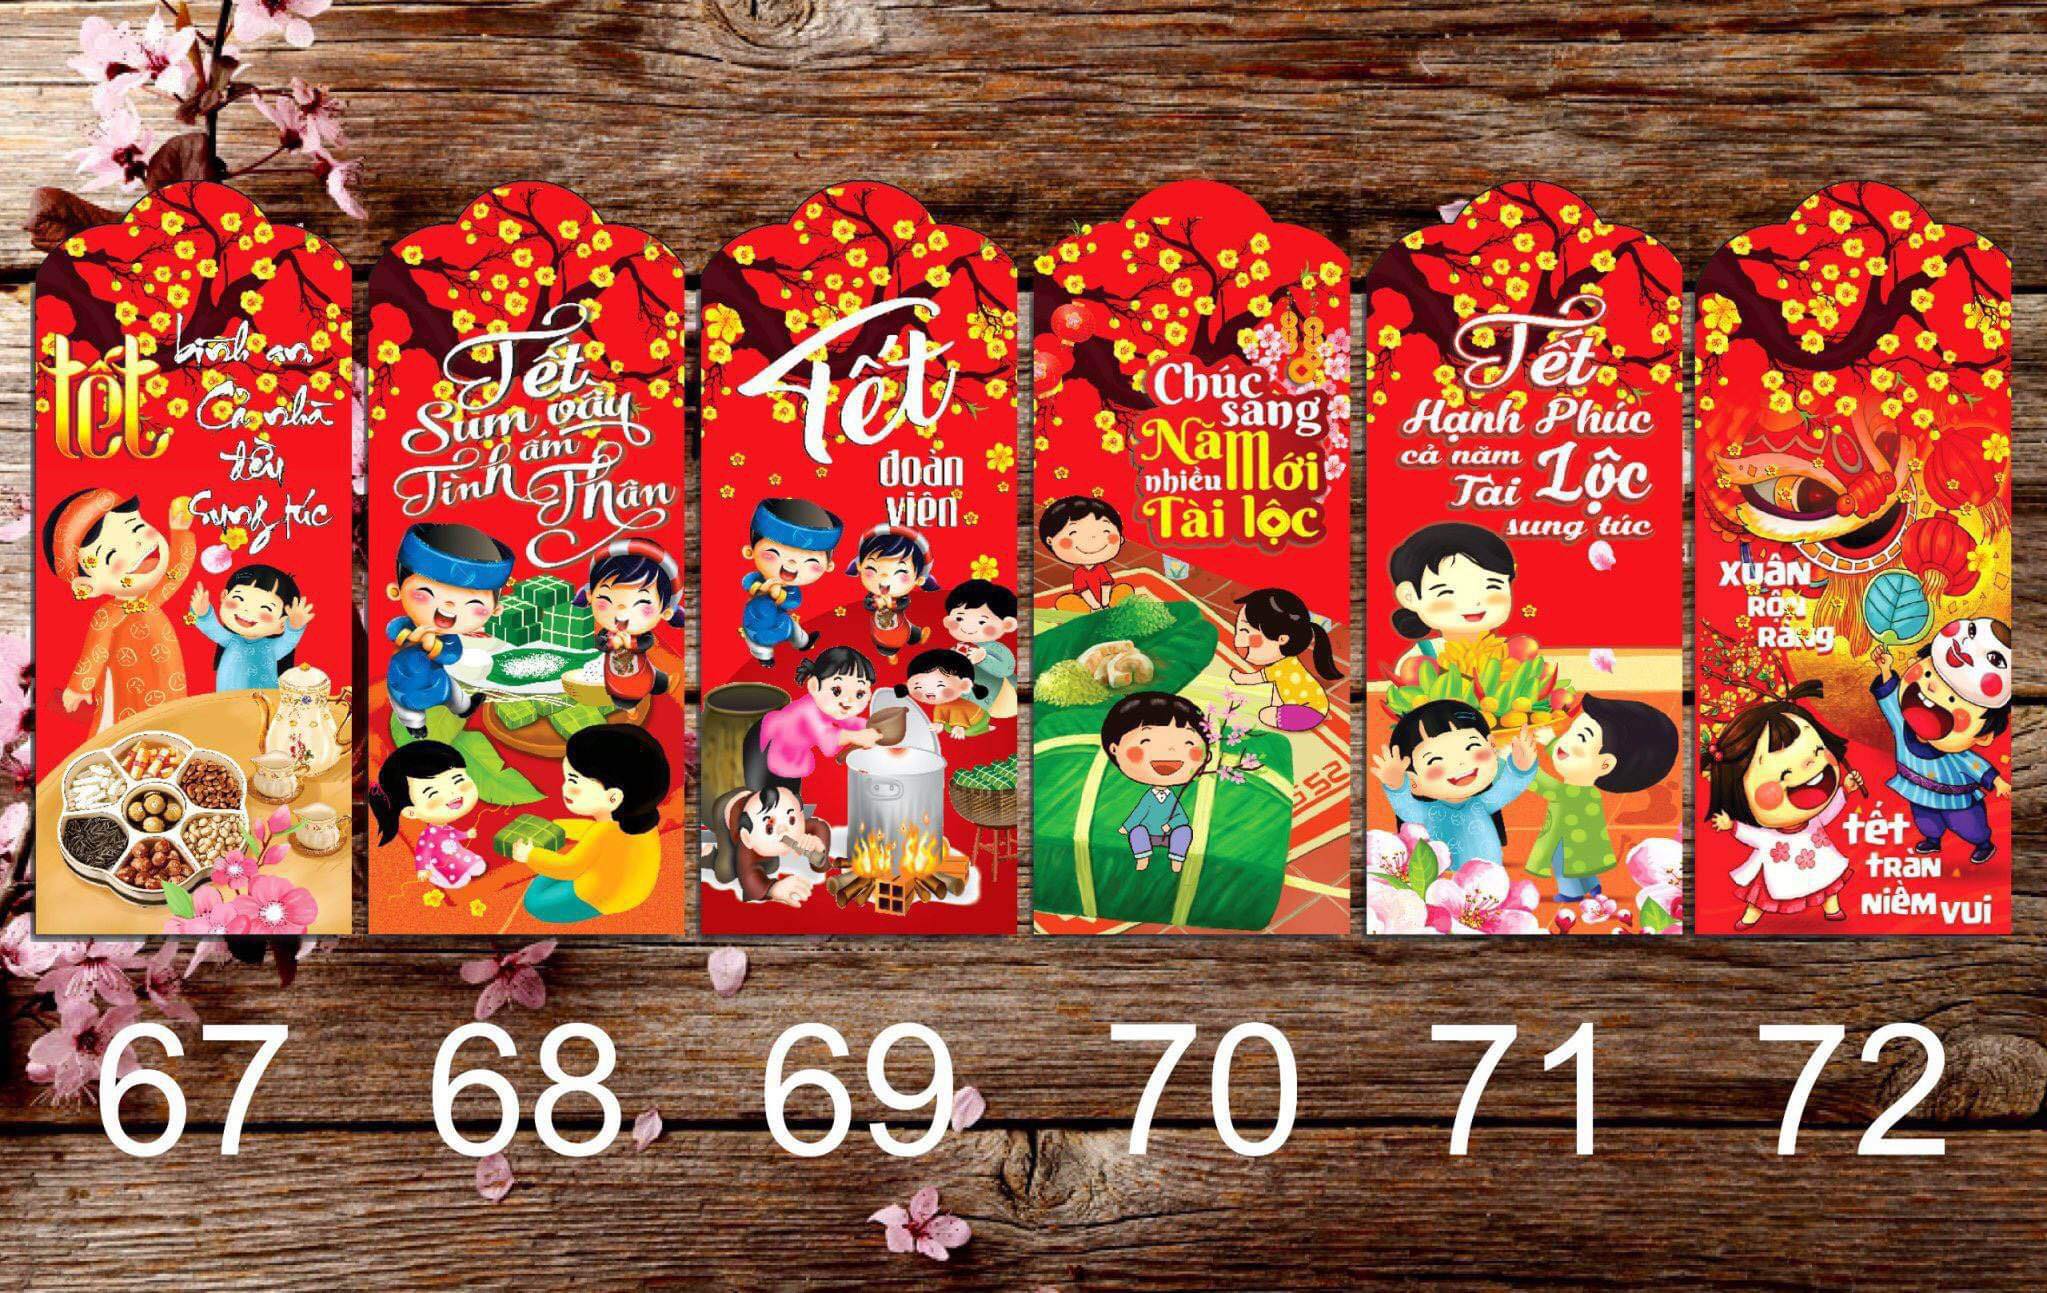 Tết
bình an
Cả nhà
đều
sung túc
Tết
Sum vầy
ấm
Tình Thân
Tết
đoàn
viên
Chúc
sang
Năm Mới
nhiều
Tài lộc
Tết
Hạnh Phúc
cả năm
Tài Lộc
sung túc
XUÂN
RỘN
RÀNG
tết
TRÀN
NIỀM VUI
67 68 69 70 71 72